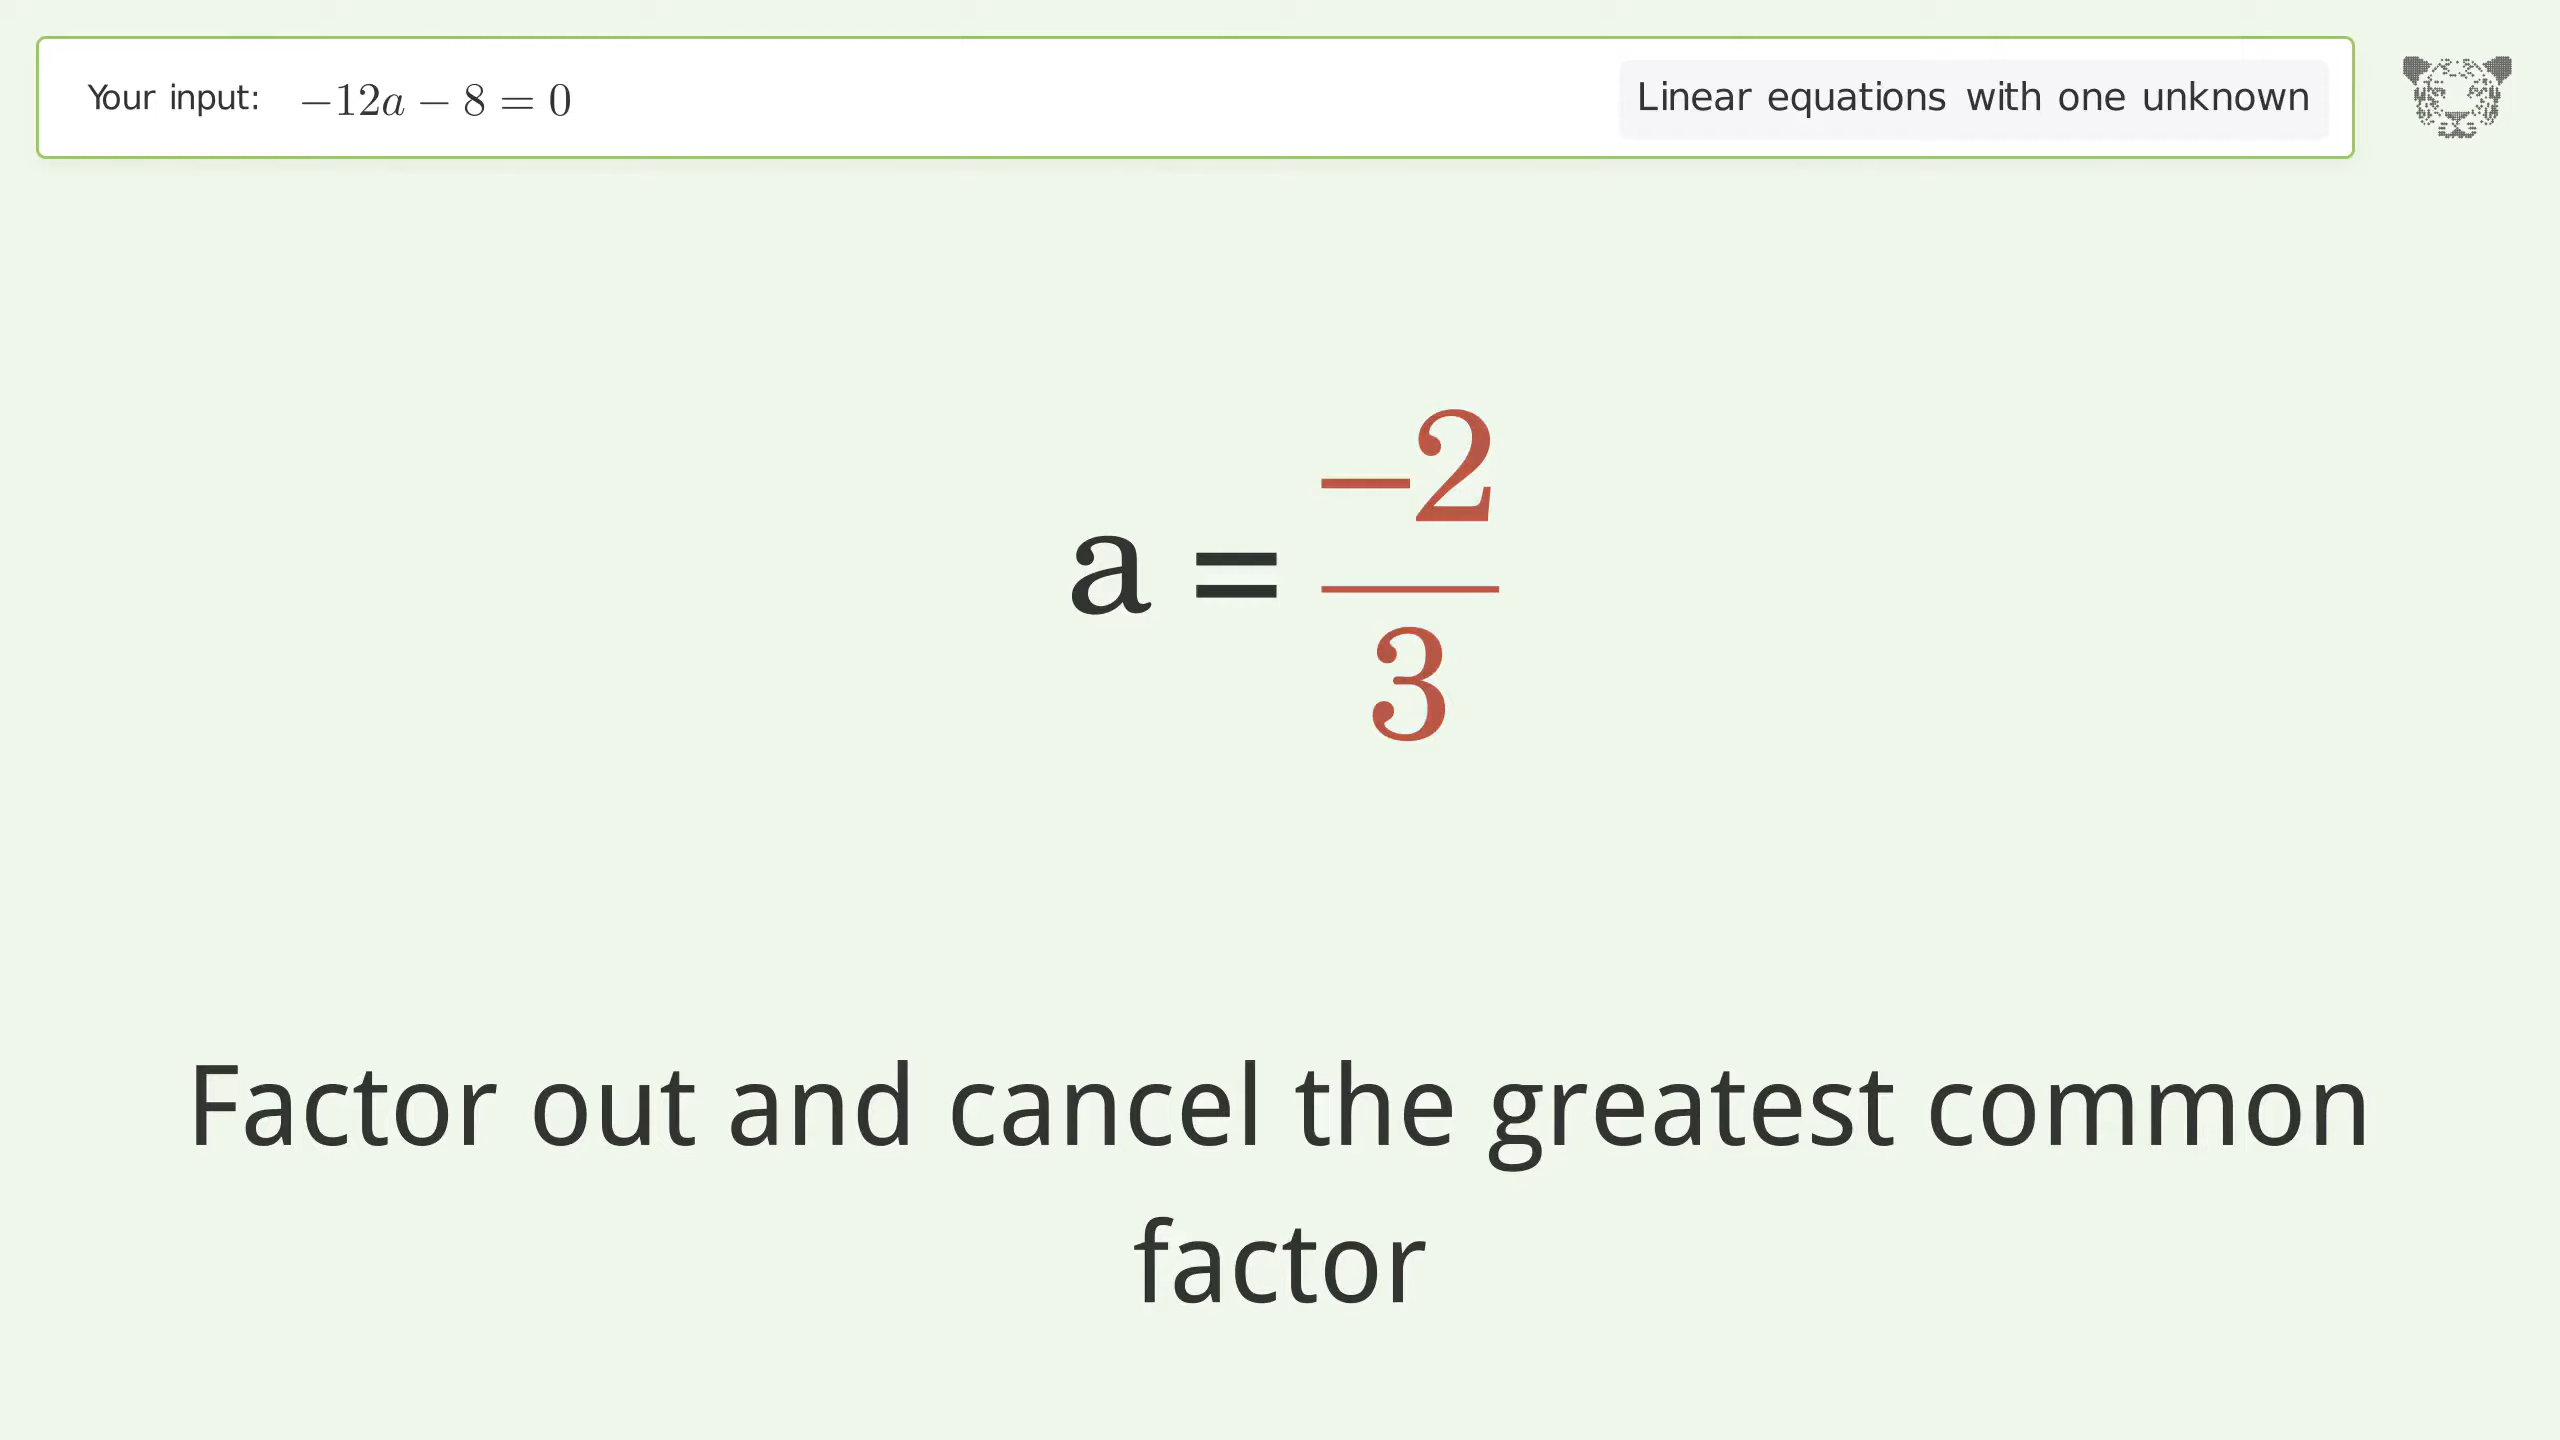 Your input: −12a − 8 = 0
Linear equations with one unknown
a = −2/3
Factor out and cancel the greatest common
factor